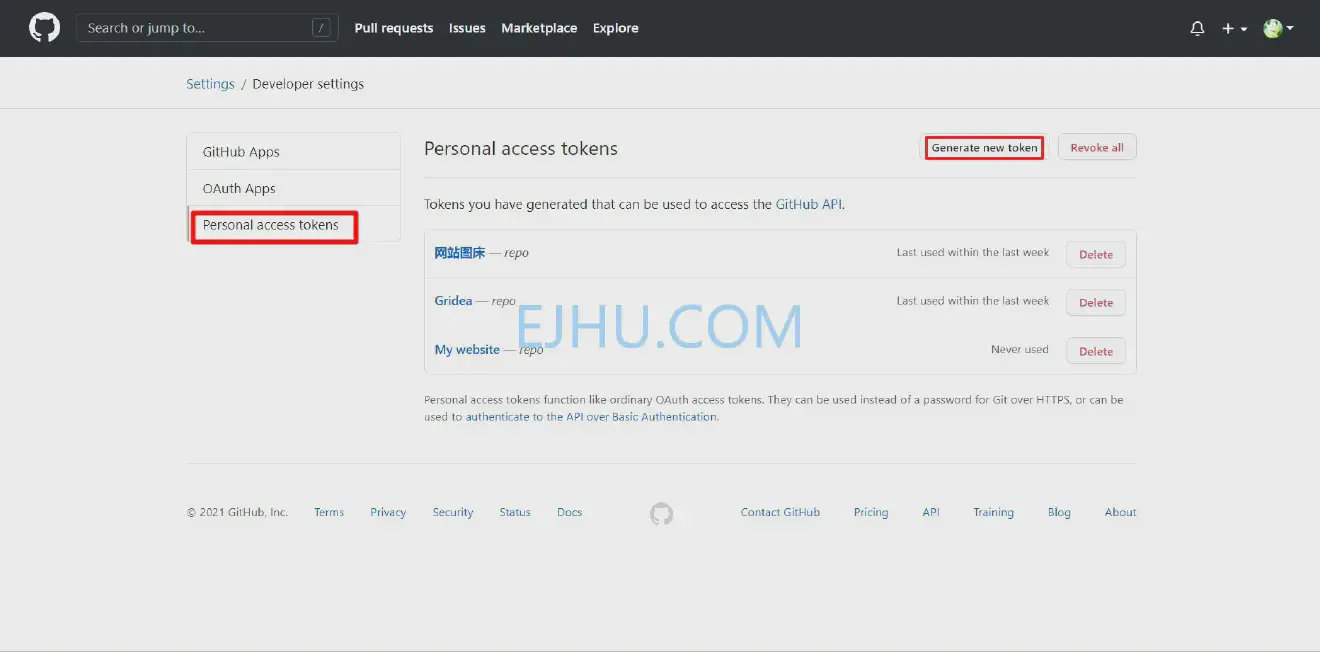 Search or jump to... /
Pull requests Issues Marketplace Explore
Settings / Developer settings
GitHub Apps
OAuth Apps
Personal access tokens
Personal access tokens Generate new token Revoke all
Tokens you have generated that can be used to access the GitHub API.
网站图床 — repo Last used within the last week Delete
Gridea — repo Last used within the last week Delete
EJHU.COM
My website — repo Never used Delete
Personal access tokens function like ordinary OAuth access tokens. They can be used instead of a password for Git over HTTPS, or can be
used to authenticate to the API over Basic Authentication.
© 2021 GitHub, Inc. Terms Privacy Security Status Docs Contact GitHub Pricing API Training Blog About